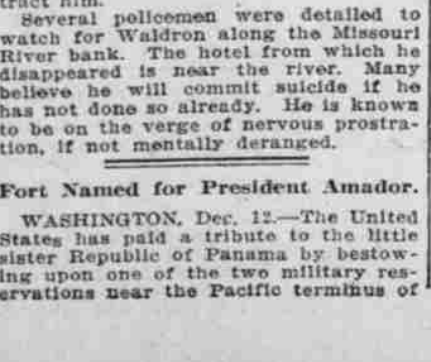 tract him.
Several policemen were detailed to
watch for Waldron along the Missouri
River bank. The hotel from which he
disappeared is near the river. Many
believe he will commit suicide if he
has not done so already. He is known
to be on the verge of nervous prostra-
tion, if not mentally deranged.
Fort Named for President Amador.
WASHINGTON, Dec. 12.—The United
States has paid a tribute to the little
sister Republic of Panama by bestow-
ing upon one of the two military res-
ervations near the Pacific terminus of